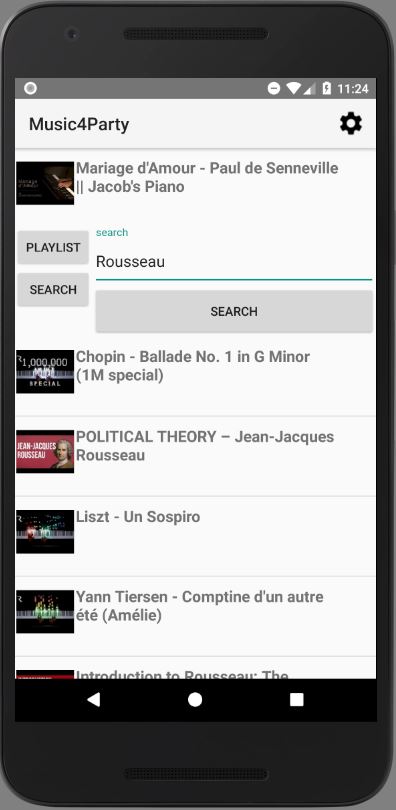 11:24
Music4Party
Mariage d'Amour - Paul de Senneville
|| Jacob's Piano
PLAYLIST
SEARCH
search
Rousseau
SEARCH
1,000,000
SPECIAL
Chopin - Ballade No. 1 in G Minor
(1M special)
JEAN-JACQUES
ROUSSEAU
POLITICAL THEORY – Jean-Jacques
Rousseau
Liszt - Un Sospiro
Yann Tiersen - Comptine d'un autre
été (Amélie)
Introduction to Rousseau: The